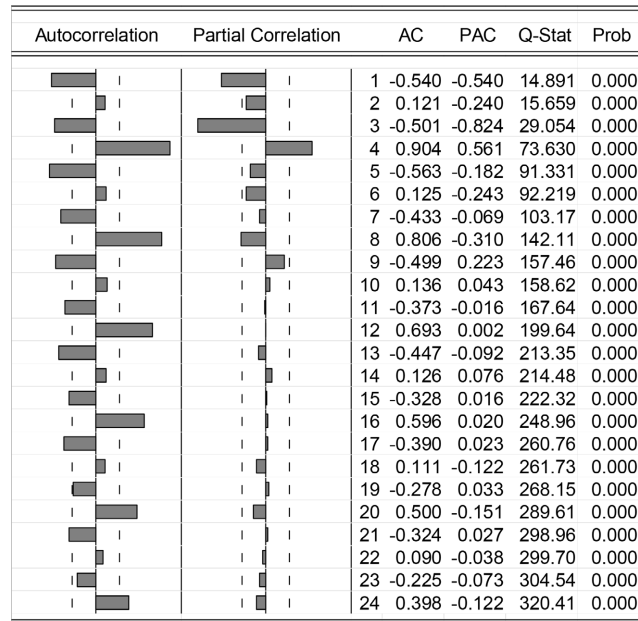 Autocorrelation Partial Correlation AC PAC Q-Stat Prob
1 -0.540 -0.540 14.891 0.000
2 0.121 -0.240 15.659 0.000
3 -0.501 -0.824 29.054 0.000
4 0.904 0.561 73.630 0.000
5 -0.563 -0.182 91.331 0.000
6 0.125 -0.243 92.219 0.000
7 -0.433 -0.069 103.17 0.000
8 0.806 -0.310 142.11 0.000
9 -0.499 0.223 157.46 0.000
10 0.136 0.043 158.62 0.000
11 -0.373 -0.016 167.64 0.000
12 0.693 0.002 199.64 0.000
13 -0.447 -0.092 213.35 0.000
14 0.126 0.076 214.48 0.000
15 -0.328 0.016 222.32 0.000
16 0.596 0.020 248.96 0.000
17 -0.390 0.023 260.76 0.000
18 0.111 -0.122 261.73 0.000
19 -0.278 0.033 268.15 0.000
20 0.500 -0.151 289.61 0.000
21 -0.324 0.027 298.96 0.000
22 0.090 -0.038 299.70 0.000
23 -0.225 -0.073 304.54 0.000
24 0.398 -0.122 320.41 0.000